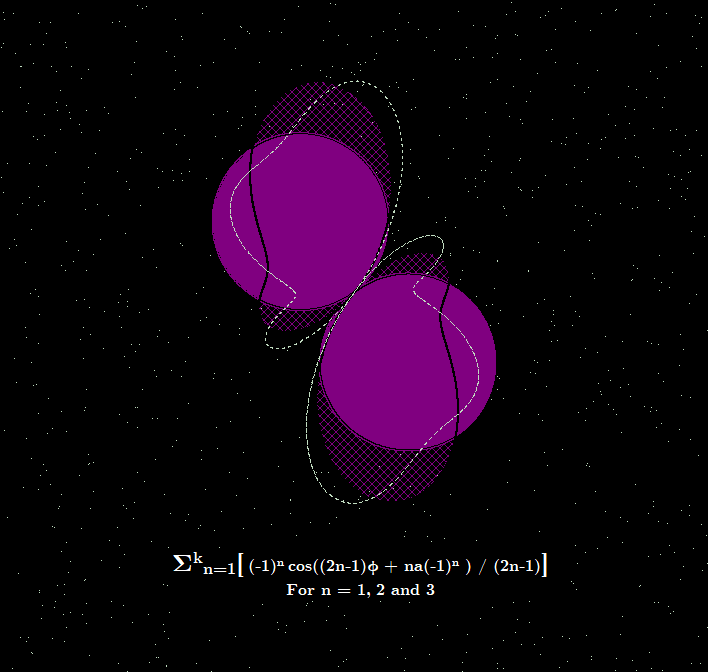 Σᵏₙ₌₁[ (-1)ⁿ cos((2n-1)ϕ + na(-1)ⁿ ) / (2n-1)]
For n = 1, 2 and 3